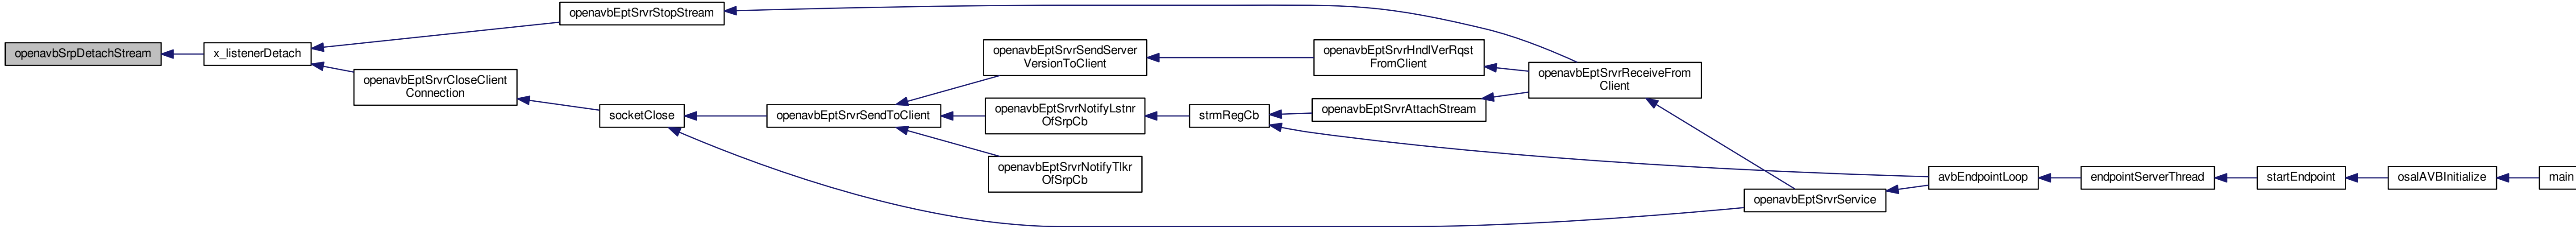 openavbSrpDetachStream
x_listenerDetach
openavbEptSrvrStopStream
openavbEptSrvrCloseClient
Connection
socketClose
openavbEptSrvrSendToClient
openavbEptSrvrSendServer
VersionToClient
openavbEptSrvrNotifyLstnr
OfSrpCb
openavbEptSrvrNotifyTlkr
OfSrpCb
strmRegCb
openavbEptSrvrHndlVerRqst
FromClient
openavbEptSrvrAttachStream
openavbEptSrvrReceiveFrom
Client
openavbEptSrvrService
avbEndpointLoop
endpointServerThread
startEndpoint
osalAVBInitialize
main